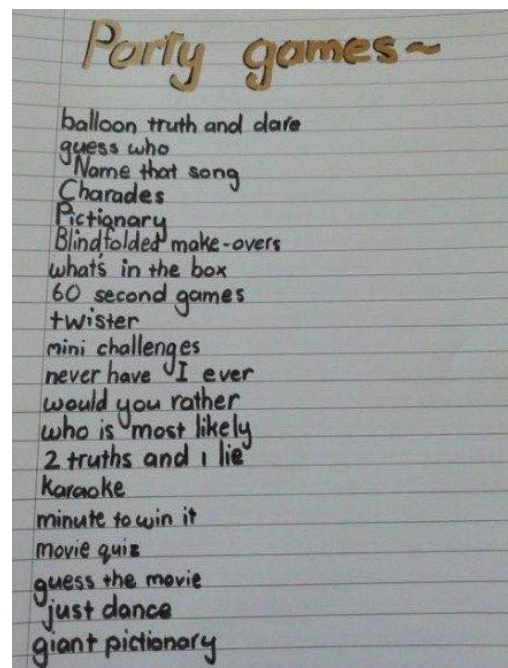 Party games~
balloon truth and dare
guess who
Name that song
Charades
Pictionary
Blindfolded make-overs
what's in the box
60 second games
twister
mini challenges
never have I ever
would you rather
who is most likely
2 truths and 1 lie
karaoke
minute to win it
movie quiz
guess the movie
just dance
giant pictionary